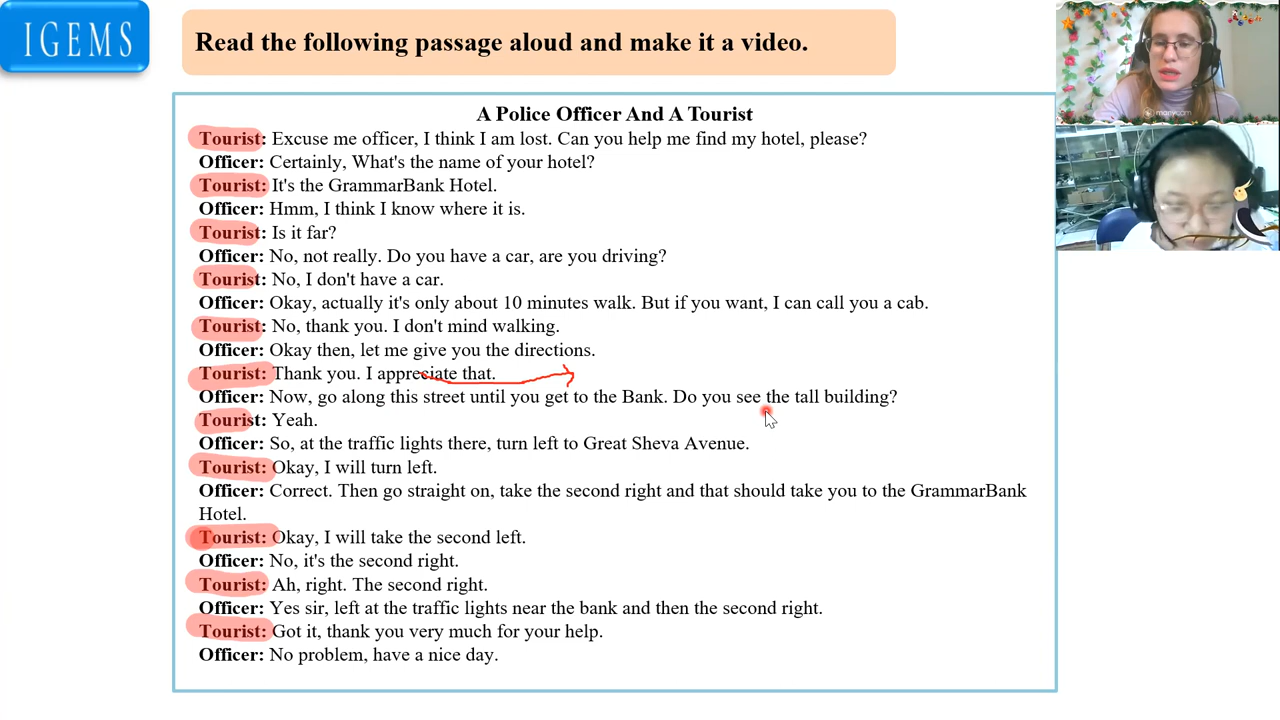 IGEMS
Read the following passage aloud and make it a video.
A Police Officer And A Tourist
Tourist: Excuse me officer, I think I am lost. Can you help me find my hotel, please?
Officer: Certainly, What's the name of your hotel?
Tourist: It's the GrammarBank Hotel.
Officer: Hmm, I think I know where it is.
Tourist: Is it far?
Officer: No, not really. Do you have a car, are you driving?
Tourist: No, I don't have a car.
Officer: Okay, actually it's only about 10 minutes walk. But if you want, I can call you a cab.
Tourist: No, thank you. I don't mind walking.
Officer: Okay then, let me give you the directions.
Tourist: Thank you. I appreciate that.
Officer: Now, go along this street until you get to the Bank. Do you see the tall building?
Tourist: Yeah.
Officer: So, at the traffic lights there, turn left to Great Sheva Avenue.
Tourist: Okay, I will turn left.
Officer: Correct. Then go straight on, take the second right and that should take you to the GrammarBank
Hotel.
Tourist: Okay, I will take the second left.
Officer: No, it's the second right.
Tourist: Ah, right. The second right.
Officer: Yes sir, left at the traffic lights near the bank and then the second right.
Tourist: Got it, thank you very much for your help.
Officer: No problem, have a nice day.
manycam